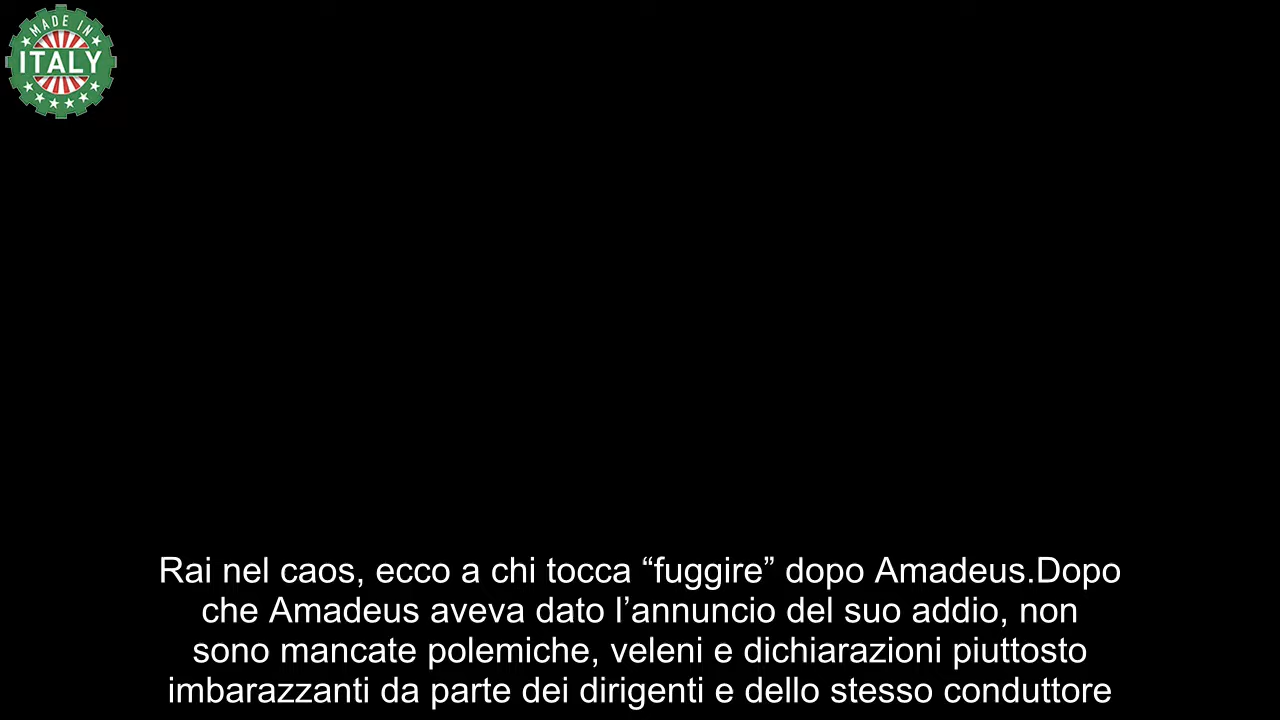 MADE IN
ITALY
Rai nel caos, ecco a chi tocca “fuggire” dopo Amadeus.Dopo
che Amadeus aveva dato l’annuncio del suo addio, non
sono mancate polemiche, veleni e dichiarazioni piuttosto
imbarazzanti da parte dei dirigenti e dello stesso conduttore